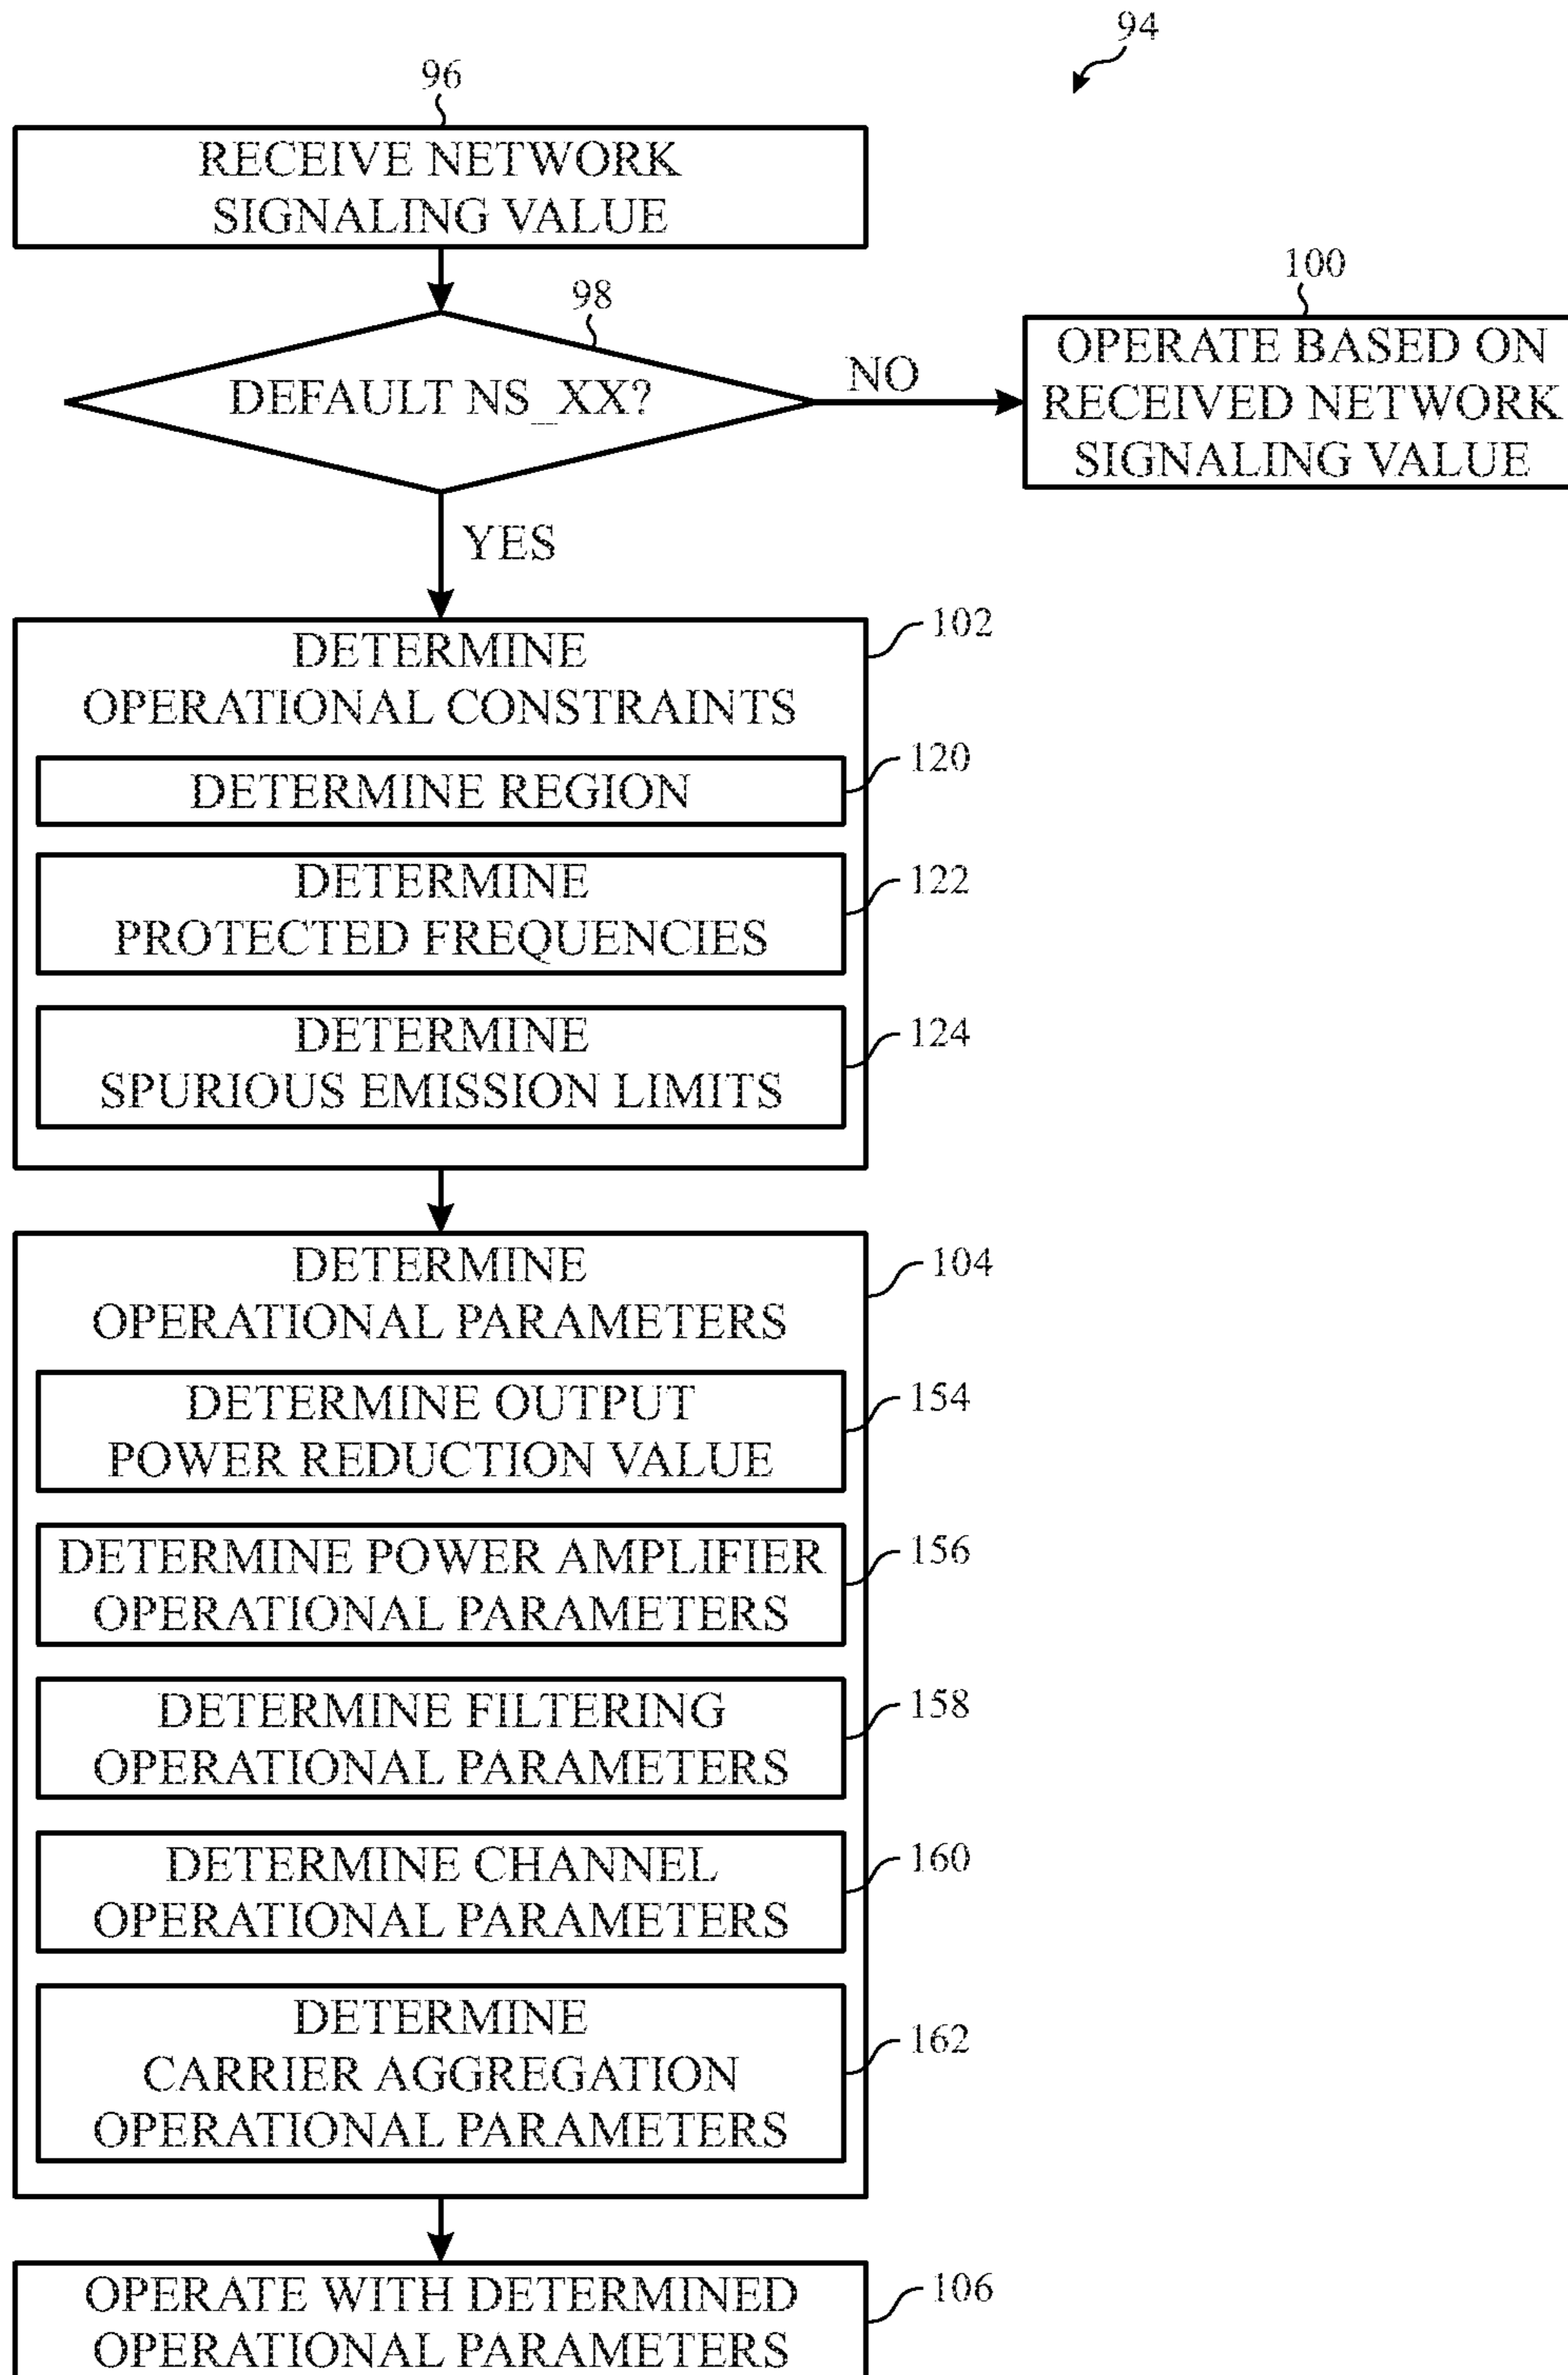 94
96
RECEIVE NETWORK
SIGNALING VALUE
98
DEFAULT NS_XX?
NO
100
OPERATE BASED ON
RECEIVED NETWORK
SIGNALING VALUE
YES
102
DETERMINE
OPERATIONAL CONSTRAINTS
120
DETERMINE REGION
122
DETERMINE
PROTECTED FREQUENCIES
124
DETERMINE
SPURIOUS EMISSION LIMITS
104
DETERMINE
OPERATIONAL PARAMETERS
154
DETERMINE OUTPUT
POWER REDUCTION VALUE
156
DETERMINE POWER AMPLIFIER
OPERATIONAL PARAMETERS
158
DETERMINE FILTERING
OPERATIONAL PARAMETERS
160
DETERMINE CHANNEL
OPERATIONAL PARAMETERS
162
DETERMINE
CARRIER AGGREGATION
OPERATIONAL PARAMETERS
106
OPERATE WITH DETERMINED
OPERATIONAL PARAMETERS